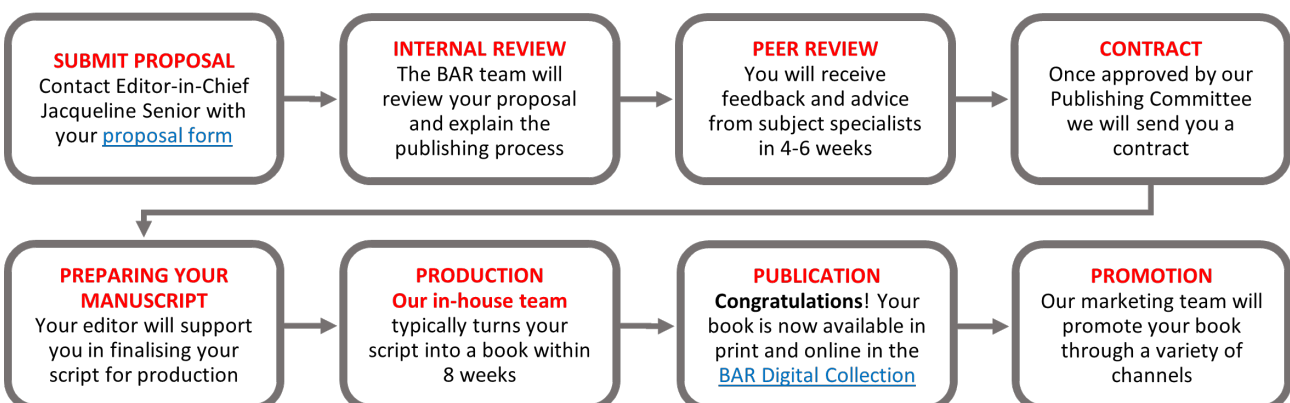 SUBMIT PROPOSAL
Contact Editor-in-Chief
Jacqueline Senior with
your proposal form
INTERNAL REVIEW
The BAR team will
review your proposal
and explain the
publishing process
PEER REVIEW
You will receive
feedback and advice
from subject specialists
in 4-6 weeks
CONTRACT
Once approved by our
Publishing Committee
we will send you a
contract
PREPARING YOUR
MANUSCRIPT
Your editor will support
you in finalising your
script for production
PRODUCTION
Our in-house team
typically turns your
script into a book within
8 weeks
PUBLICATION
Congratulations! Your
book is now available in
print and online in the
BAR Digital Collection
PROMOTION
Our marketing team will
promote your book
through a variety of
channels